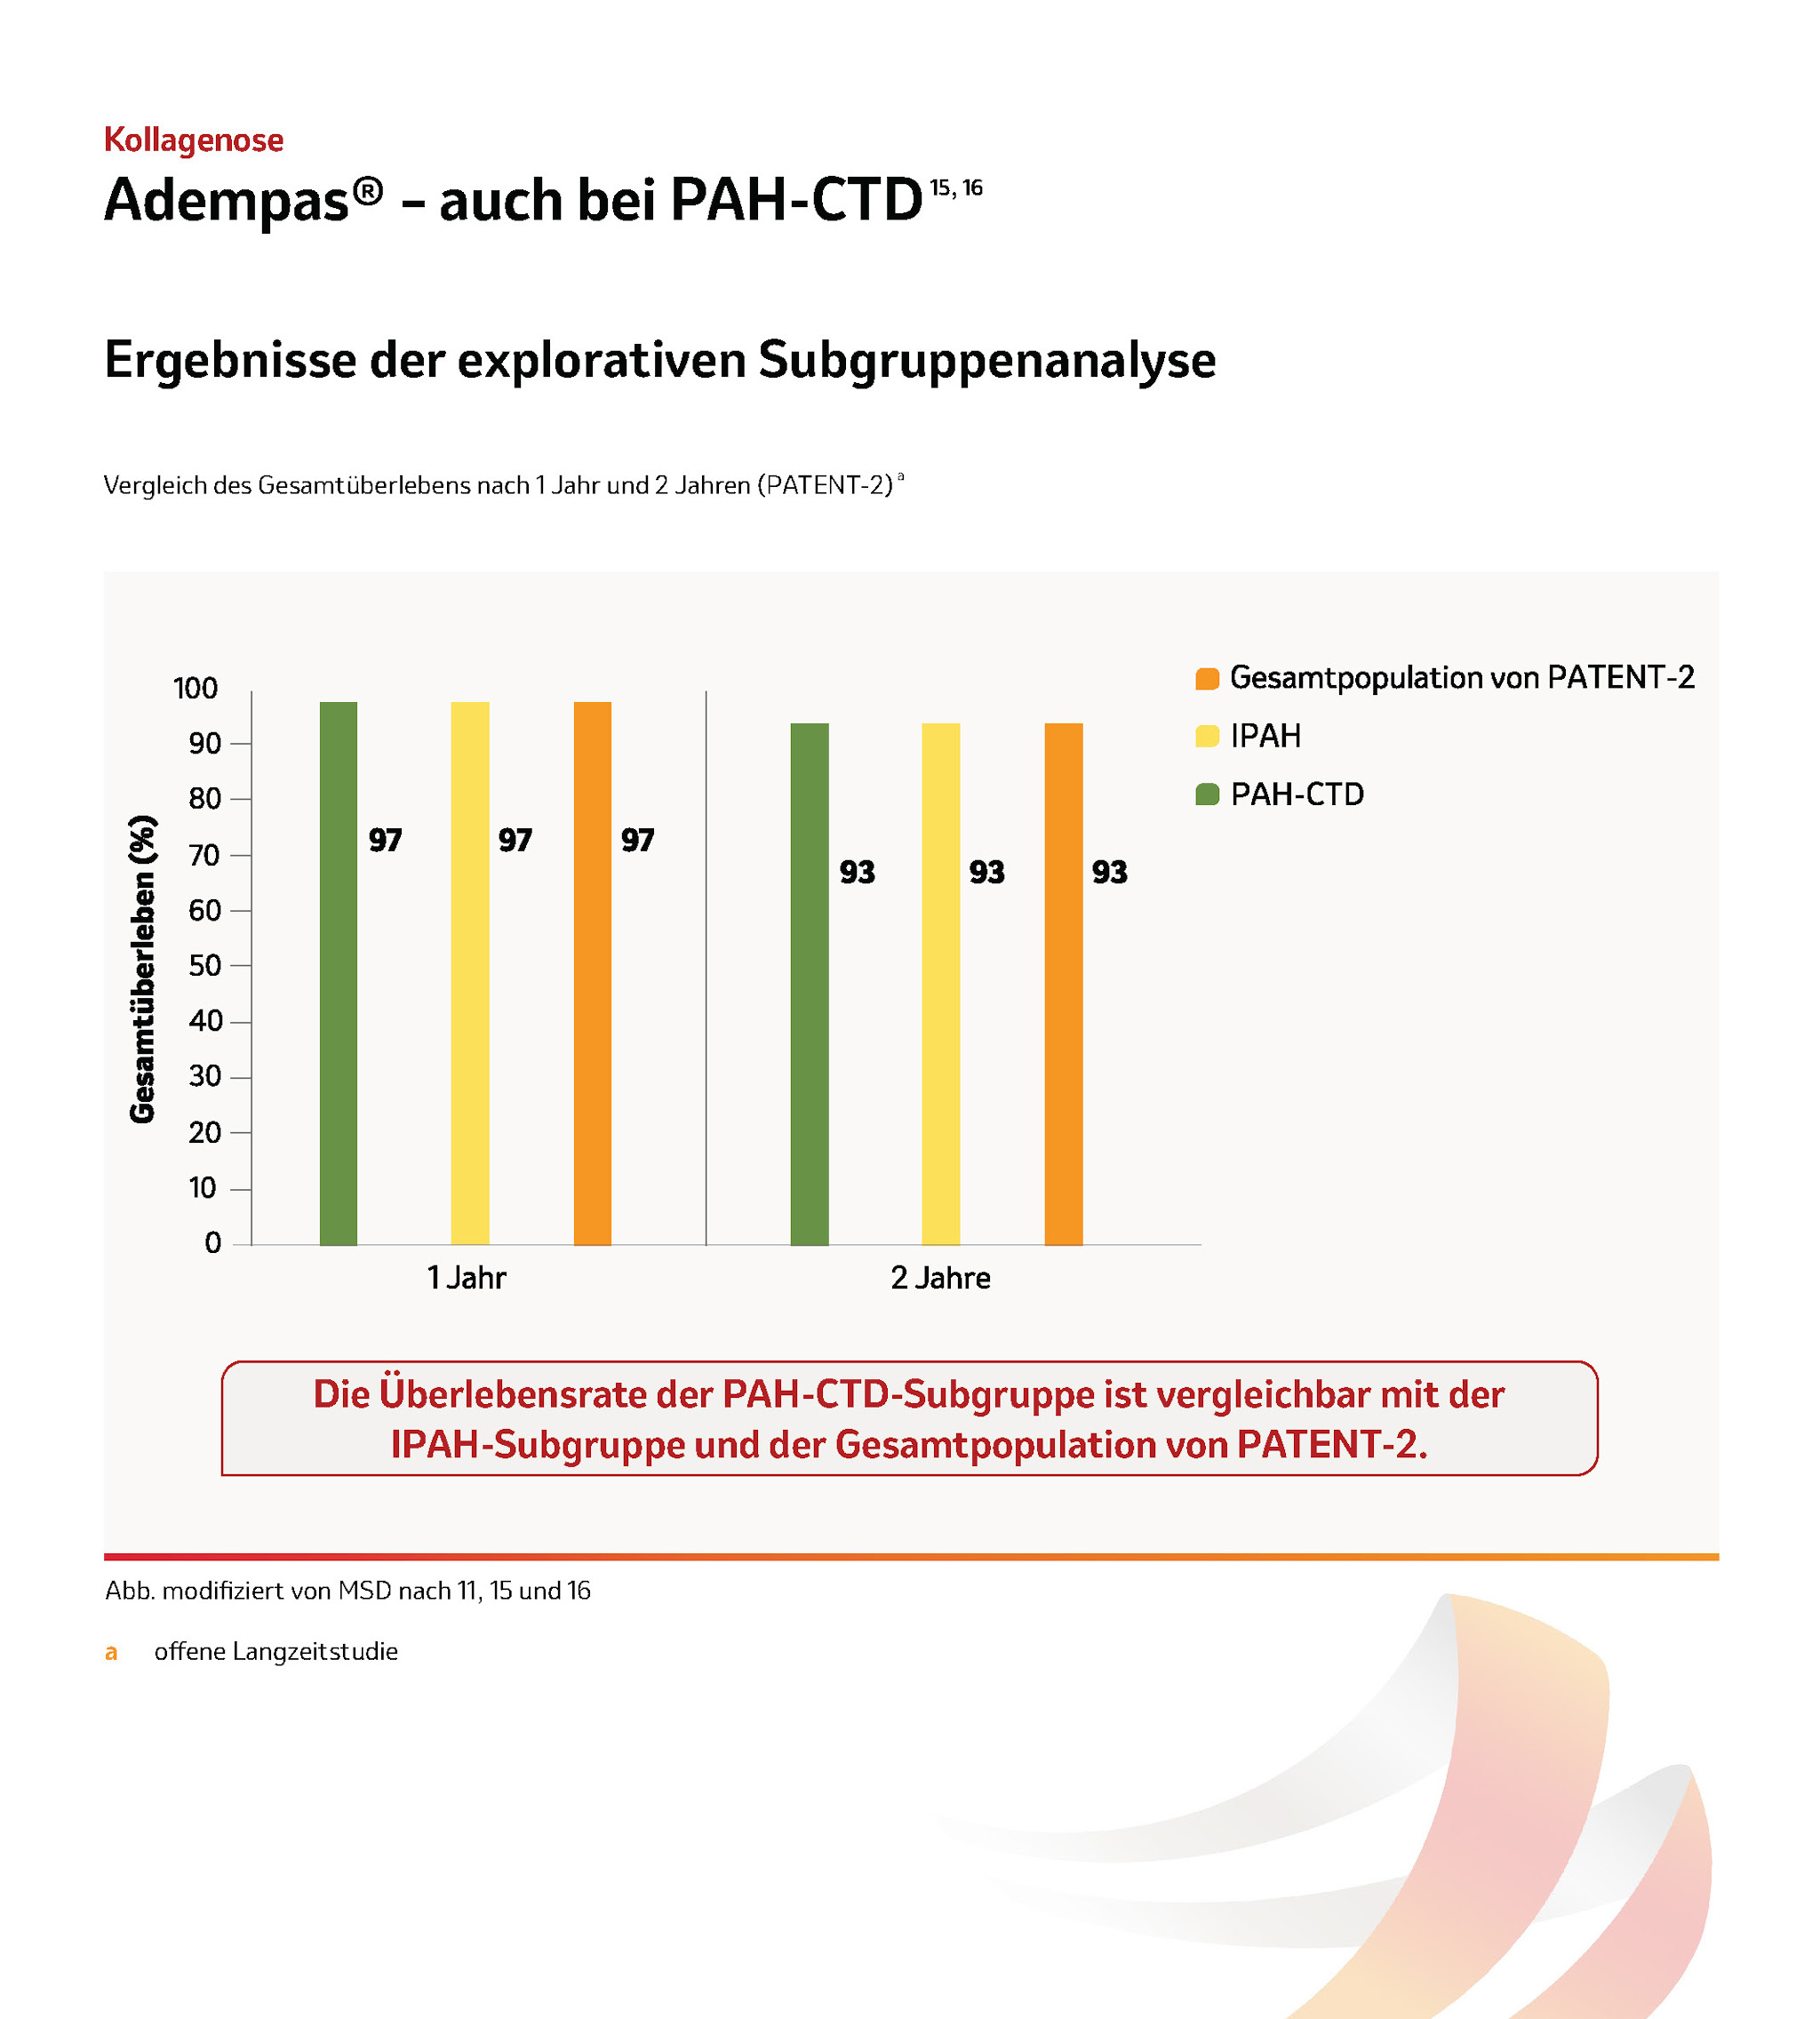 Kollagenose
Adempas® – auch bei PAH-CTD 15, 16
Ergebnisse der explorativen Subgruppenanalyse
Vergleich des Gesamtüberlebens nach 1 Jahr und 2 Jahren (PATENT-2) a
Gesamtüberleben (%)
100
90
80
70
60
50
40
30
20
10
0
97
97
97
93
93
93
1 Jahr
2 Jahre
Gesamtpopulation von PATENT-2
IPAH
PAH-CTD
Die Überlebensrate der PAH-CTD-Subgruppe ist vergleichbar mit der
IPAH-Subgruppe und der Gesamtpopulation von PATENT-2.
Abb. modifiziert von MSD nach 11, 15 und 16
a offene Langzeitstudie